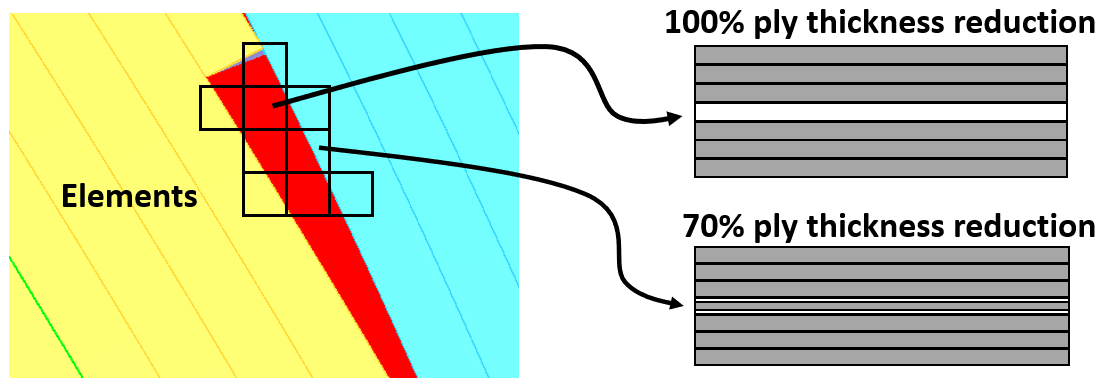 100% ply thickness reduction
Elements
70% ply thickness reduction